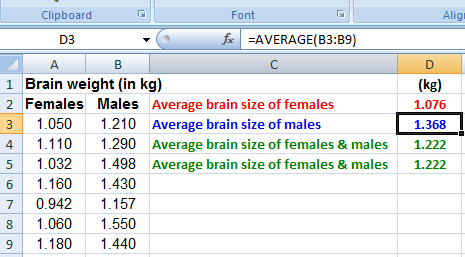 Clipboard Font Alig
D3 fx =AVERAGE(B3:B9)
A B C D
1 Brain weight (in kg) (kg)
2 Females Males Average brain size of females 1.076
3 1.050 1.210 Average brain size of males 1.368
4 1.110 1.290 Average brain size of females & males 1.222
5 1.032 1.498 Average brain size of females & males 1.222
6 1.160 1.430
7 0.942 1.157
8 1.060 1.550
9 1.180 1.440